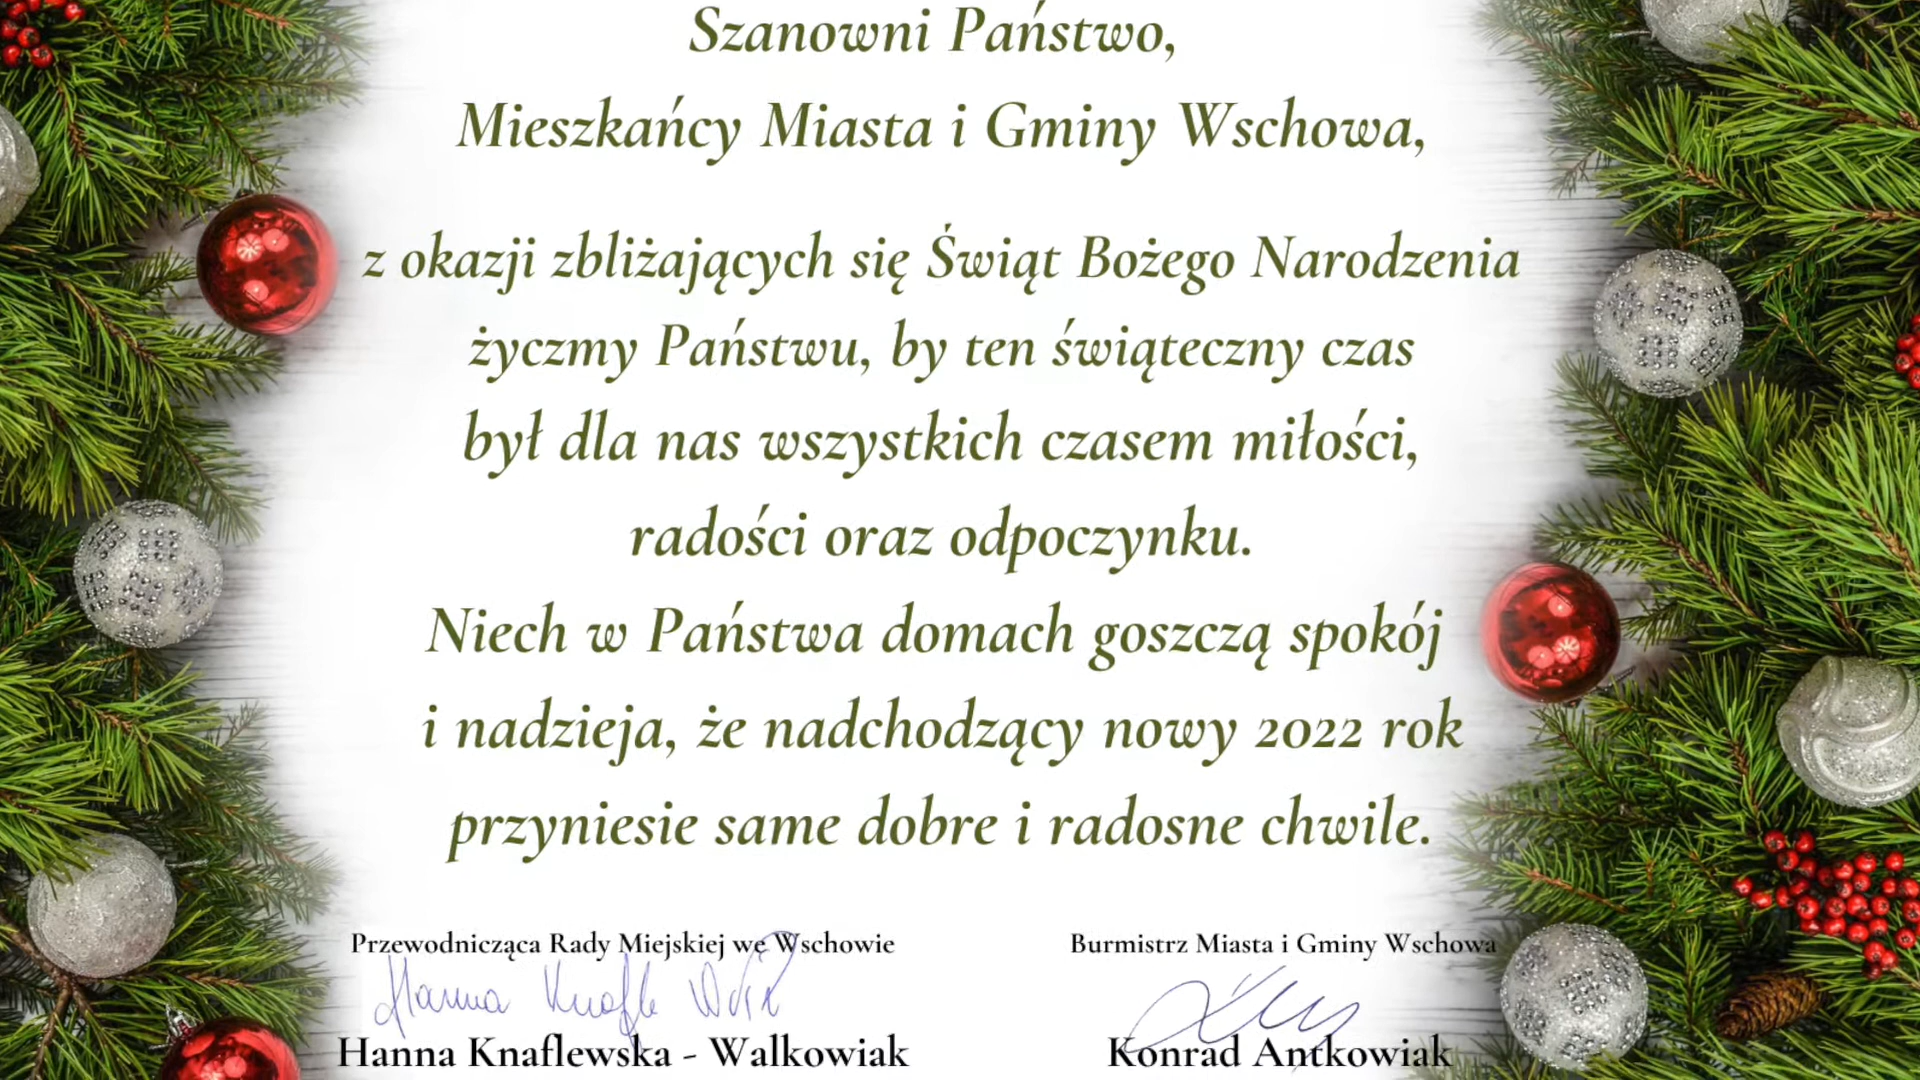 Szanowni Państwo,
Mieszkańcy Miasta i Gminy Wschowa,
z okazji zbliżających się Świąt Bożego Narodzenia
życzmy Państwu, by ten świąteczny czas
był dla nas wszystkich czasem miłości,
radości oraz odpoczynku.
Niech w Państwa domach goszczą spokój
i nadzieja, że nadchodzący nowy 2022 rok
przyniesie same dobre i radosne chwile.
Przewodnicząca Rady Miejskiej we Wschowie
Burmistrz Miasta i Gminy Wschowa
Hanna
Hanna Knaflewska - Walkowiak
Konrad Antkowiak